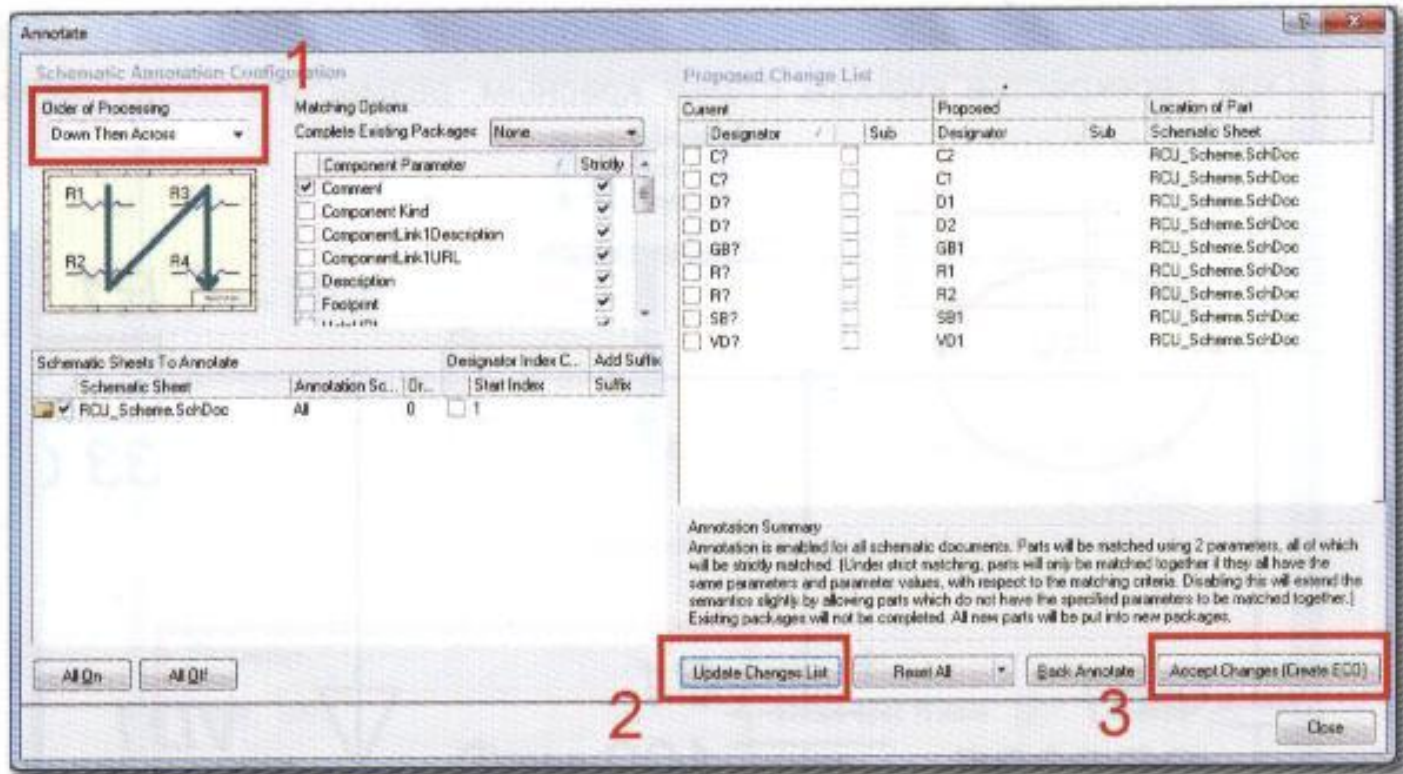 Annotate
1
Schematic Annotation Configuration
Order of Processing
Down Then Across
R1 R3
R2 R4
Matching Options
Complete Existing Packages None
Component Parameter Strictly
Comment
Component Kind
ComponentLink1Description
ComponentLink1URL
Description
Footprint
Schematic Sheets To Annotate Designator Index C... Add Suffix
Schematic Sheet Annotation Sc... Or... Start Index Suffix
RCU_Scheme.SchDoc All 0 1
All On All Off
Proposed Change List
Current Proposed Location of Part
Designator Sub Designator Sub Schematic Sheet
C? C2 RCU_Scheme.SchDoc
C? C1 RCU_Scheme.SchDoc
D? D1 RCU_Scheme.SchDoc
D? D2 RCU_Scheme.SchDoc
GB? GB1 RCU_Scheme.SchDoc
R? R1 RCU_Scheme.SchDoc
R? R2 RCU_Scheme.SchDoc
SB? SB1 RCU_Scheme.SchDoc
VD? VD1 RCU_Scheme.SchDoc
Annotation Summary
Annotation is enabled for all schematic documents. Parts will be matched using 2 parameters, all of which
will be strictly matched. (Under strict matching, parts will only be matched together if they all have the
same parameters and parameter values, with respect to the matching criteria. Disabling this will extend the
semantics slightly by allowing parts which do not have the specified parameters to be matched together.)
Existing packages will not be completed. All new parts will be put into new packages.
Update Changes List Reset All Back Annotate Accept Changes (Create ECO)
2 3
Close